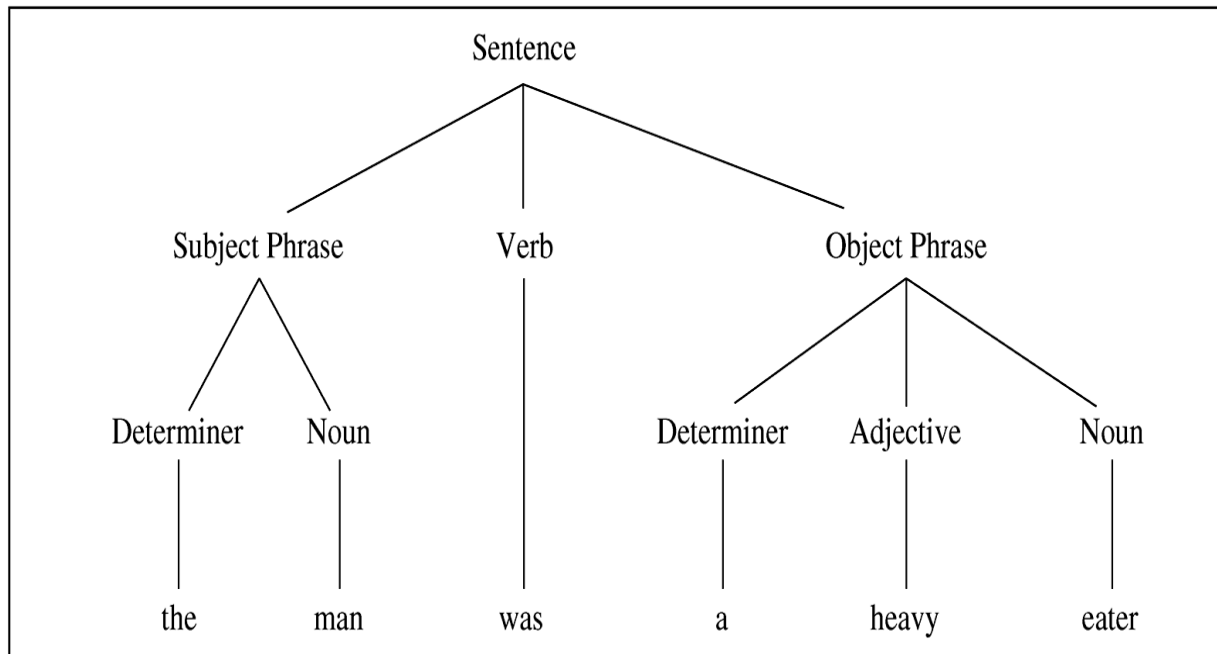 Sentence
Subject Phrase Verb Object Phrase
Determiner Noun Determiner Adjective Noun
the man was a heavy eater